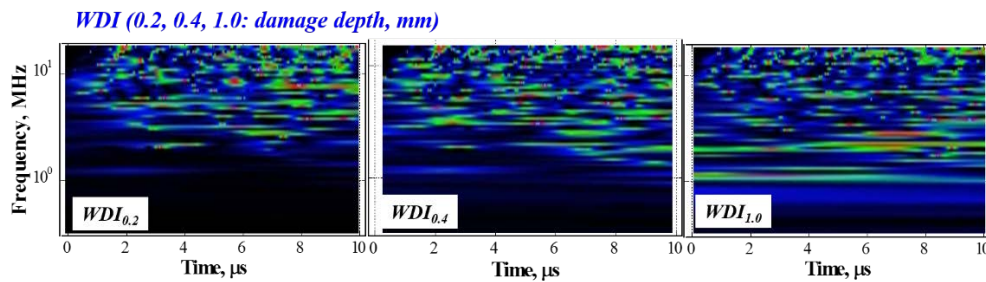 WDI (0.2, 0.4, 1.0: damage depth, mm)
Frequency, MHz
10¹
10⁰
WDI0.2
0 2 4 6 8 10
Time, μs
WDI0.4
0 2 4 6 8 10
Time, μs
WDI1.0
0 2 4 6 8 10
Time, μs